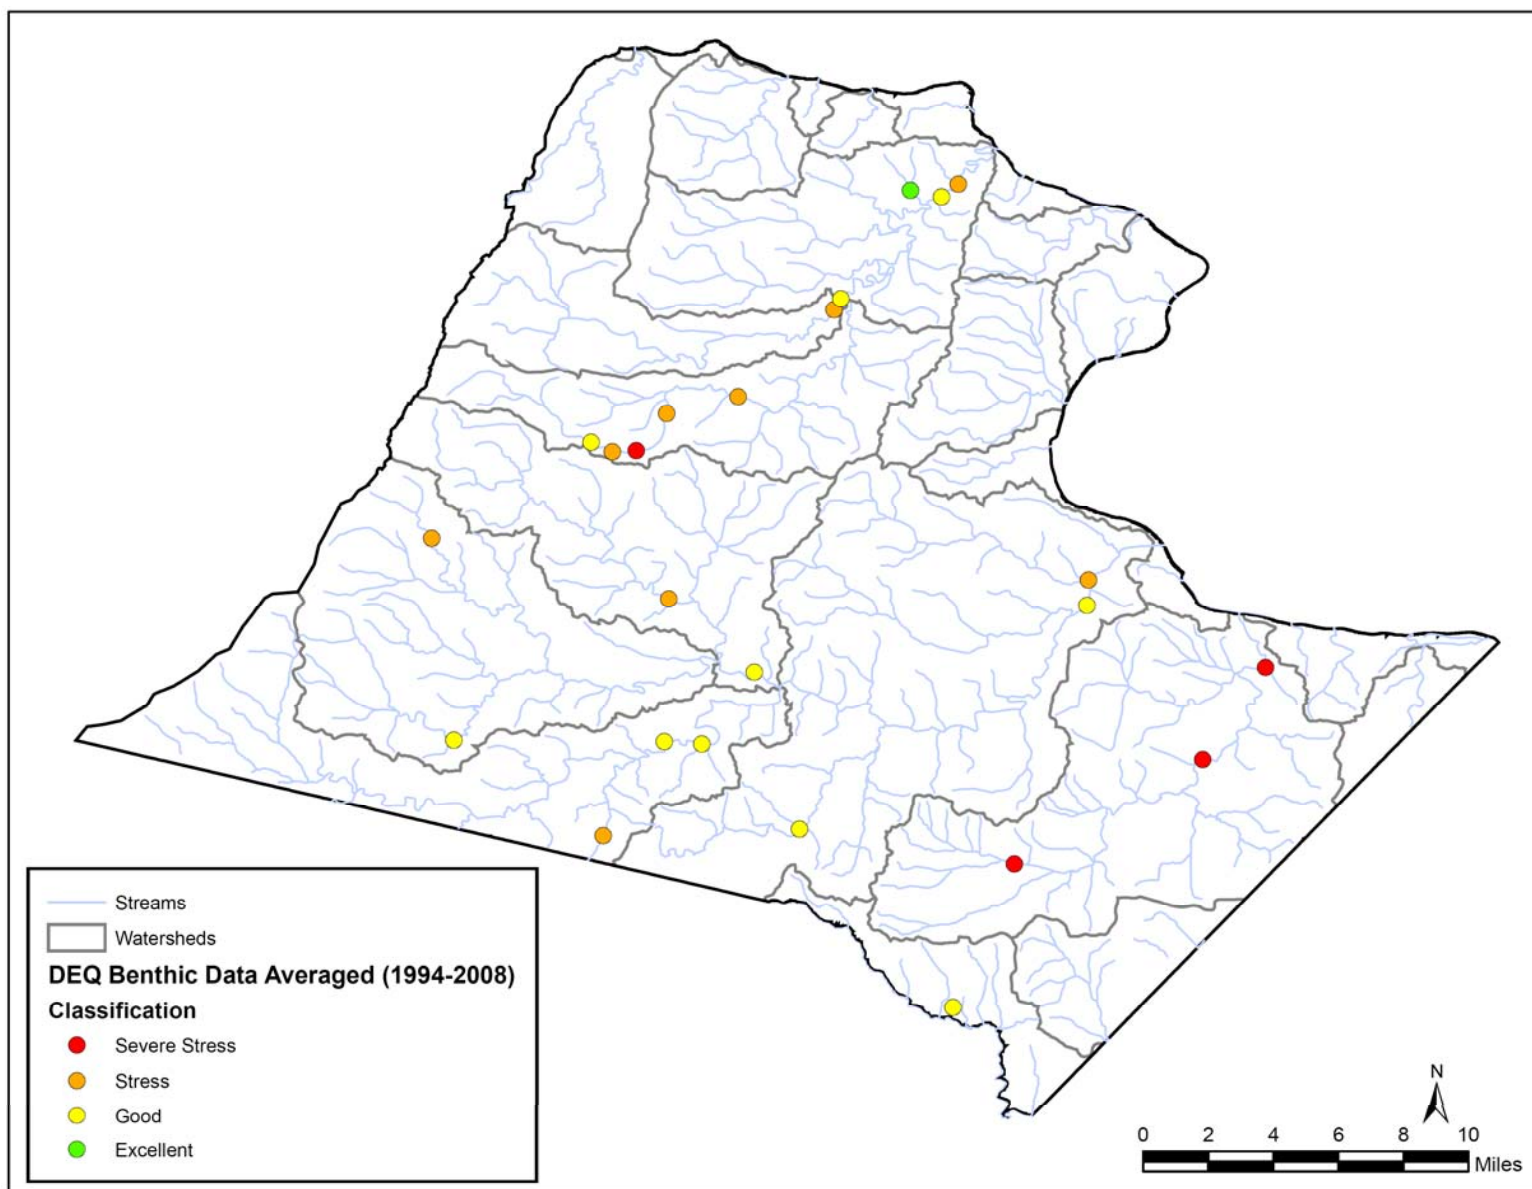 Streams
Watersheds
DEQ Benthic Data Averaged (1994-2008)
Classification
Severe Stress
Stress
Good
Excellent
N
0 2 4 6 8 10
Miles